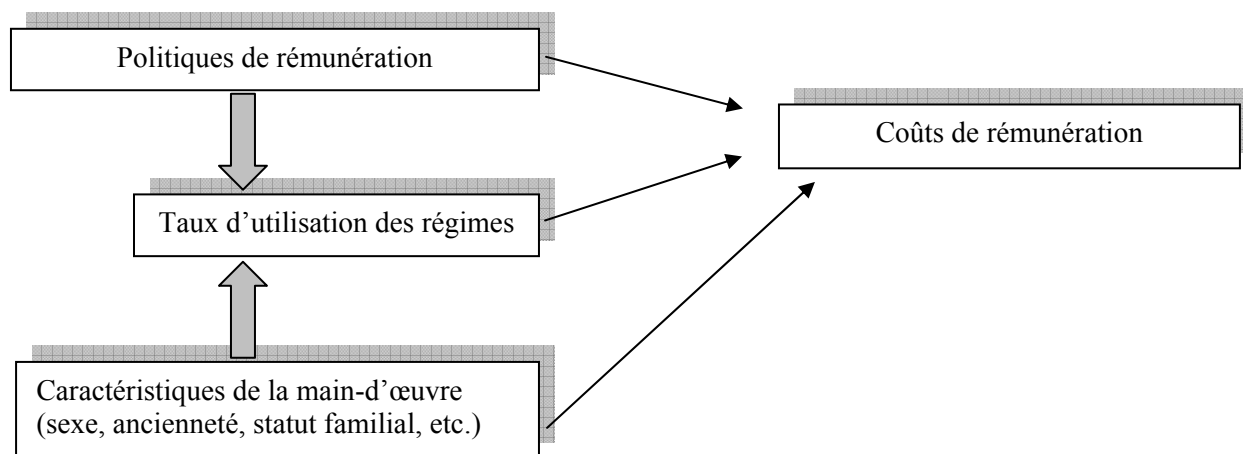 Politiques de rémunération
Coûts de rémunération
Taux d’utilisation des régimes
Caractéristiques de la main-d’œuvre
(sexe, ancienneté, statut familial, etc.)